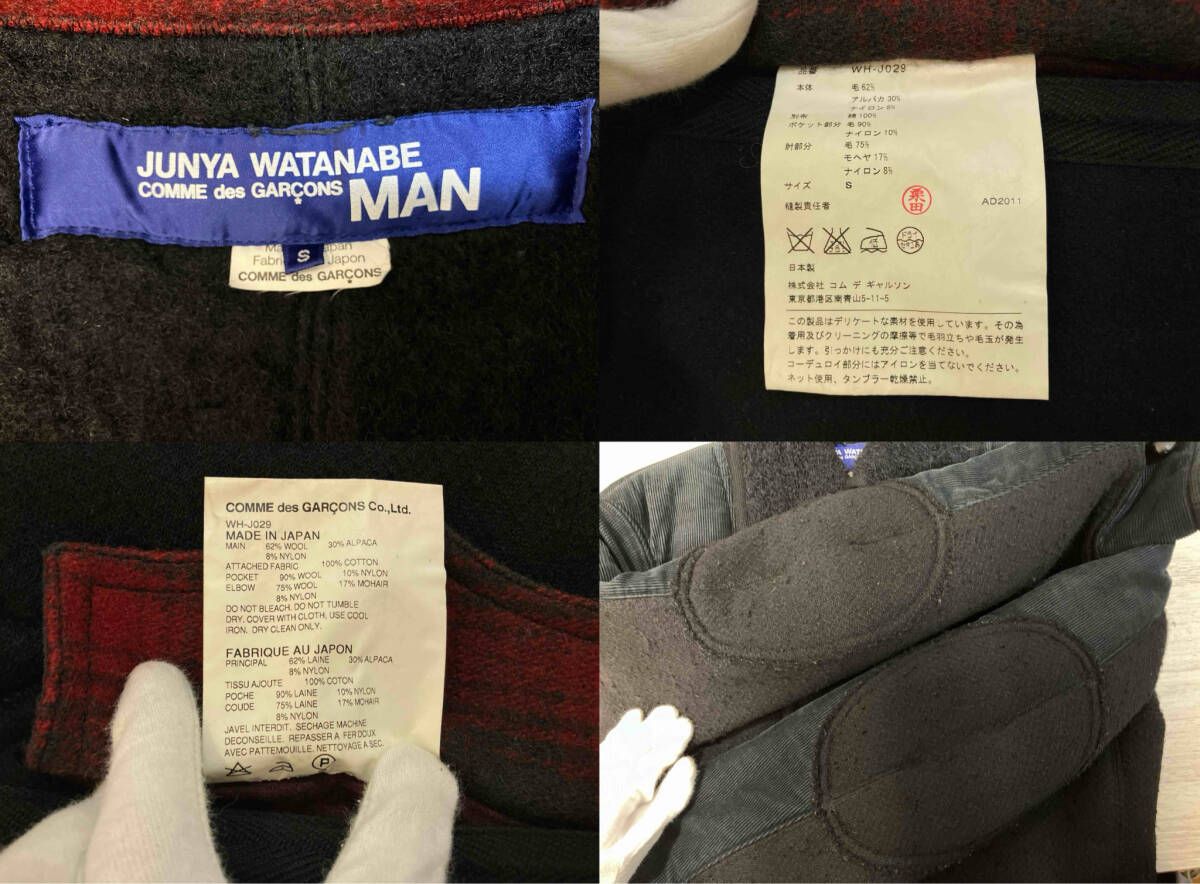 JUNYA WATANABE
COMME des GARÇONS MAN
S
Japan
Japon
COMME des GARÇONS
品番 WH-J029
本体 毛 62%
アルパカ 30%
ナイロン 8%
別布 綿 100%
ポケット部分 毛 90%
ナイロン 10%
肘部分 毛 75%
モヘヤ 17%
ナイロン 8%
サイズ S
縫製責任者 栗田 AD2011
日本製
株式会社 コム デ ギャルソン
東京都港区南青山5-11-5
この製品はデリケートな素材を使用しています。その為
着用及びクリーニングの摩擦等で毛羽立ちや毛玉が発生
します。引っかけにも充分ご注意ください。
コーデュロイ部分にはアイロンを当てないでください。
ネット使用、タンブラー乾燥禁止。
COMME des GARÇONS Co.,Ltd.
WH-J029
MADE IN JAPAN
MAIN 62% WOOL 30% ALPACA
8% NYLON
ATTACHED FABRIC 100% COTTON
POCKET 90% WOOL 10% NYLON
ELBOW 75% WOOL 17% MOHAIR
8% NYLON
DO NOT BLEACH. DO NOT TUMBLE
DRY. COVER WITH CLOTH, USE COOL
IRON. DRY CLEAN ONLY.
FABRIQUE AU JAPON
PRINCIPAL 62% LAINE 30% ALPACA
8% NYLON
TISSU AJOUTE 100% COTON
POCHE 90% LAINE 10% NYLON
COUDE 75% LAINE 17% MOHAIR
8% NYLON
JAVEL INTERDIT. SECHAGE MACHINE
DECONSEILLE. REPASSER A FER DOUX
AVEC PATTEMOUILLE. NETTOYAGE A SEC.
P
YA WATA